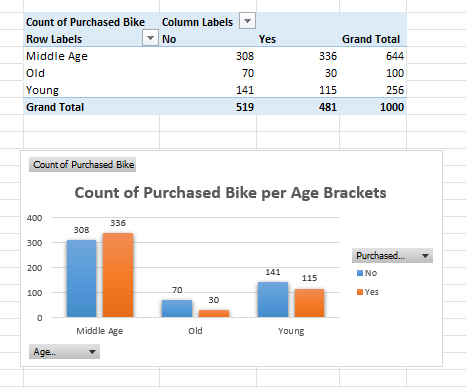 Count of Purchased Bike Column Labels
Row Labels No Yes Grand Total
Middle Age 308 336 644
Old 70 30 100
Young 141 115 256
Grand Total 519 481 1000
Count of Purchased Bike
Count of Purchased Bike per Age Brackets
400
300
200
100
0
308
336
70
30
141
115
Middle Age Old Young
Purchased...
No
Yes
Age...